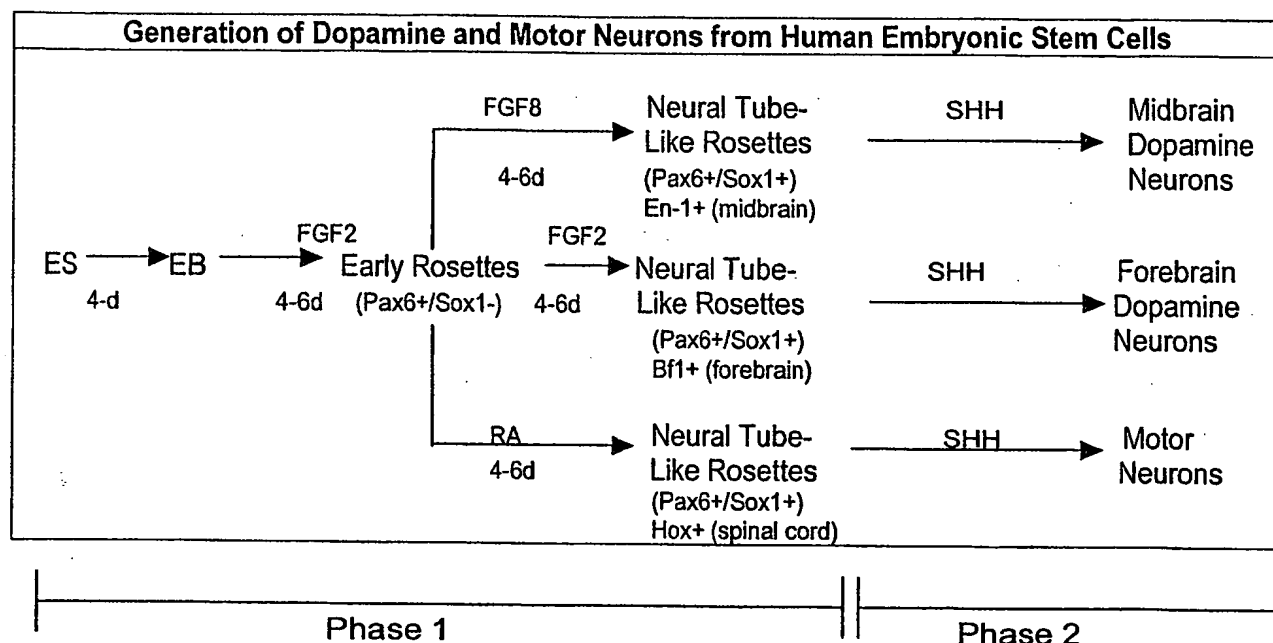 Generation of Dopamine and Motor Neurons from Human Embryonic Stem Cells
FGF8
4-6d
Neural Tube-
Like Rosettes
(Pax6+/Sox1+)
En-1+ (midbrain)
SHH
Midbrain
Dopamine
Neurons
ES
4-d
EB
FGF2
4-6d
Early Rosettes
(Pax6+/Sox1-)
FGF2
4-6d
Neural Tube-
Like Rosettes
(Pax6+/Sox1+)
Bf1+ (forebrain)
SHH
Forebrain
Dopamine
Neurons
RA
4-6d
Neural Tube-
Like Rosettes
(Pax6+/Sox1+)
Hox+ (spinal cord)
SHH
Motor
Neurons
Phase 1
Phase 2